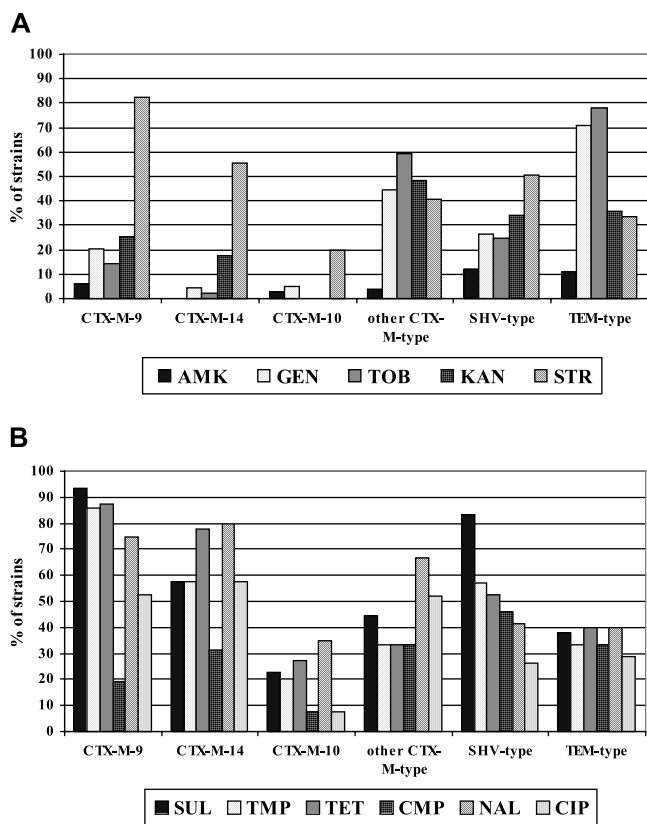 A
100
90
80
70
60
50
40
30
20
10
0
% of strains
CTX-M-9 CTX-M-14 CTX-M-10 other CTX- SHV-type TEM-type
M-type
AMK GEN TOB KAN STR
B
100
90
80
70
60
50
40
30
20
10
0
% of strains
CTX-M-9 CTX-M-14 CTX-M-10 other CTX- SHV-type TEM-type
M-type
SUL TMP TET CMP NAL CIP